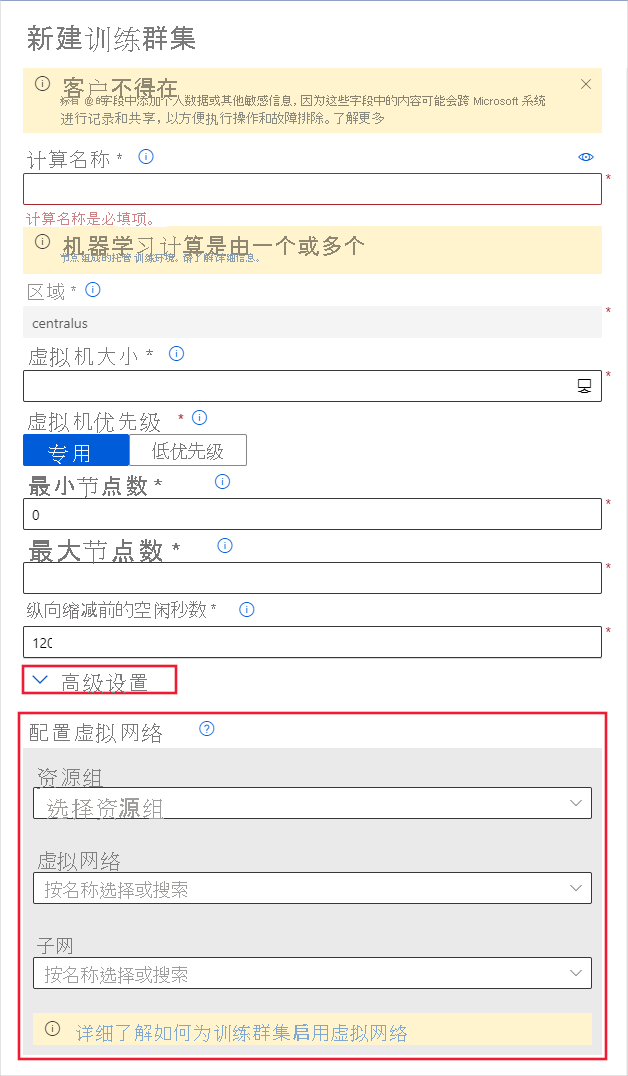 新建训练群集
客户不得在
标有 @ 的字段中添加个人数据或其他敏感信息，因为这些字段中的内容可能会跨 Microsoft 系统
进行记录和共享，以方便执行操作和故障排除。了解更多
计算名称 *
*
计算名称是必填项。
机器学习计算是由一个或多个
节点组成的托管训练环境。请了解详细信息。
区域 *
*
centralus
虚拟机大小 *
*
虚拟机优先级 *
专用 低优先级
最小节点数 *
*
0
最大节点数 *
*
纵向缩减前的空闲秒数 *
*
120
高级设置
配置虚拟网络
资源组
选择资源组
虚拟网络
按名称选择或搜索
子网
按名称选择或搜索
详细了解如何为训练群集启用虚拟网络